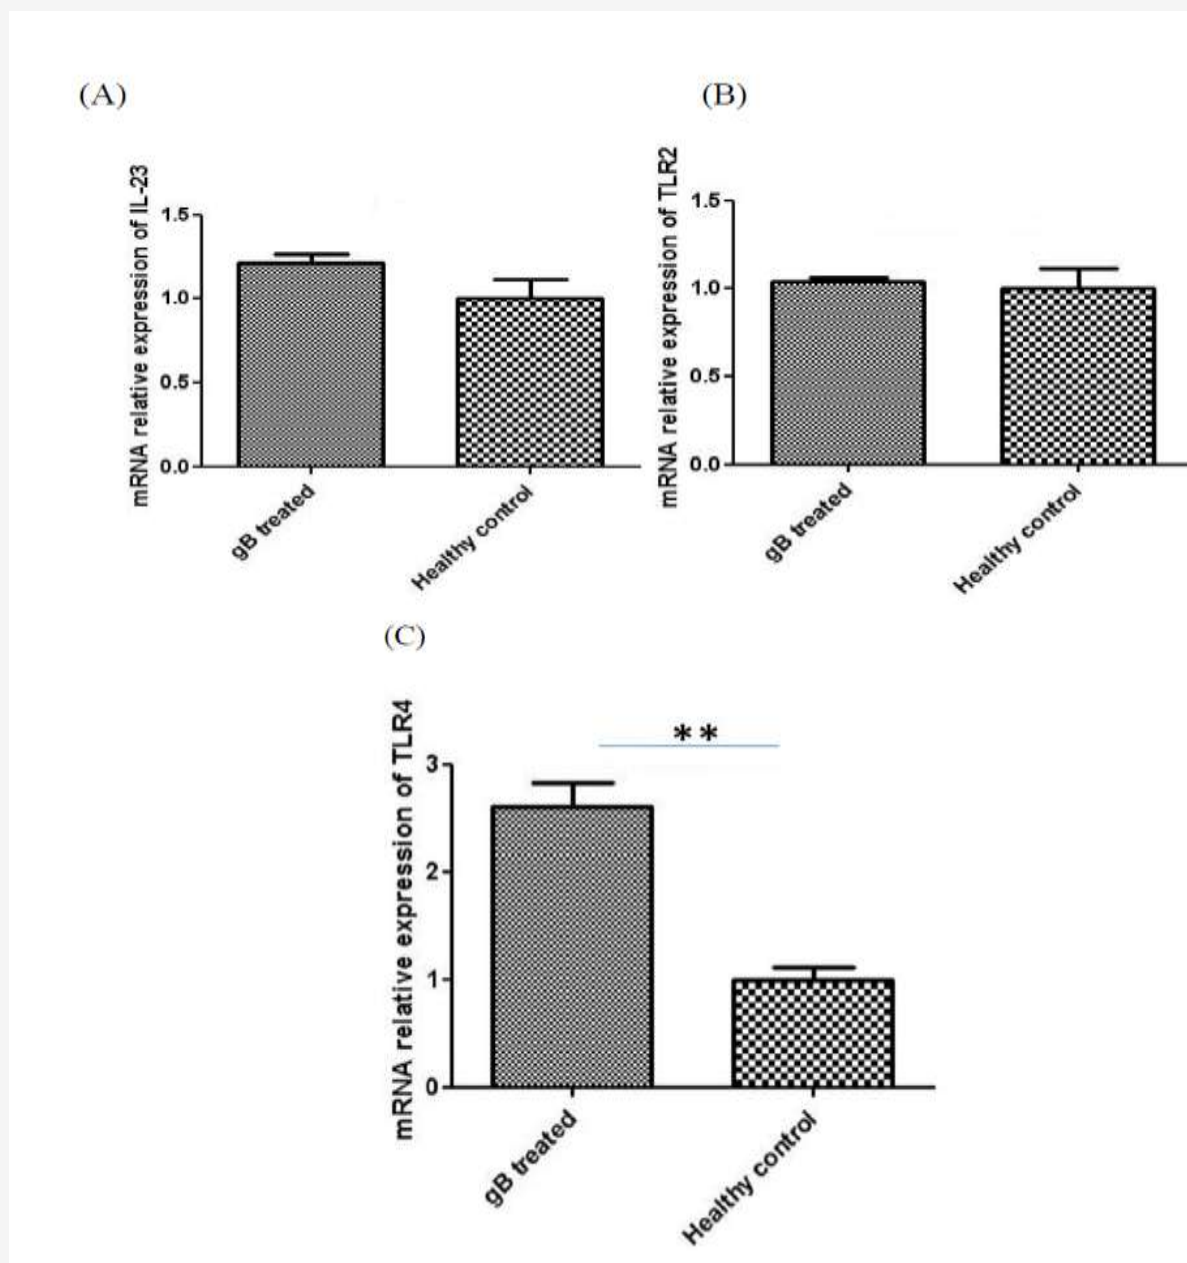 (A)
mRNA relative expression of IL-23
1.5
1.0
0.5
0.0
gB treated
Healthy control
(B)
mRNA relative expression of TLR2
1.5
1.0
0.5
0.0
gB treated
Healthy control
(C)
mRNA relative expression of TLR4
**
3
2
1
0
gB treated
Healthy control